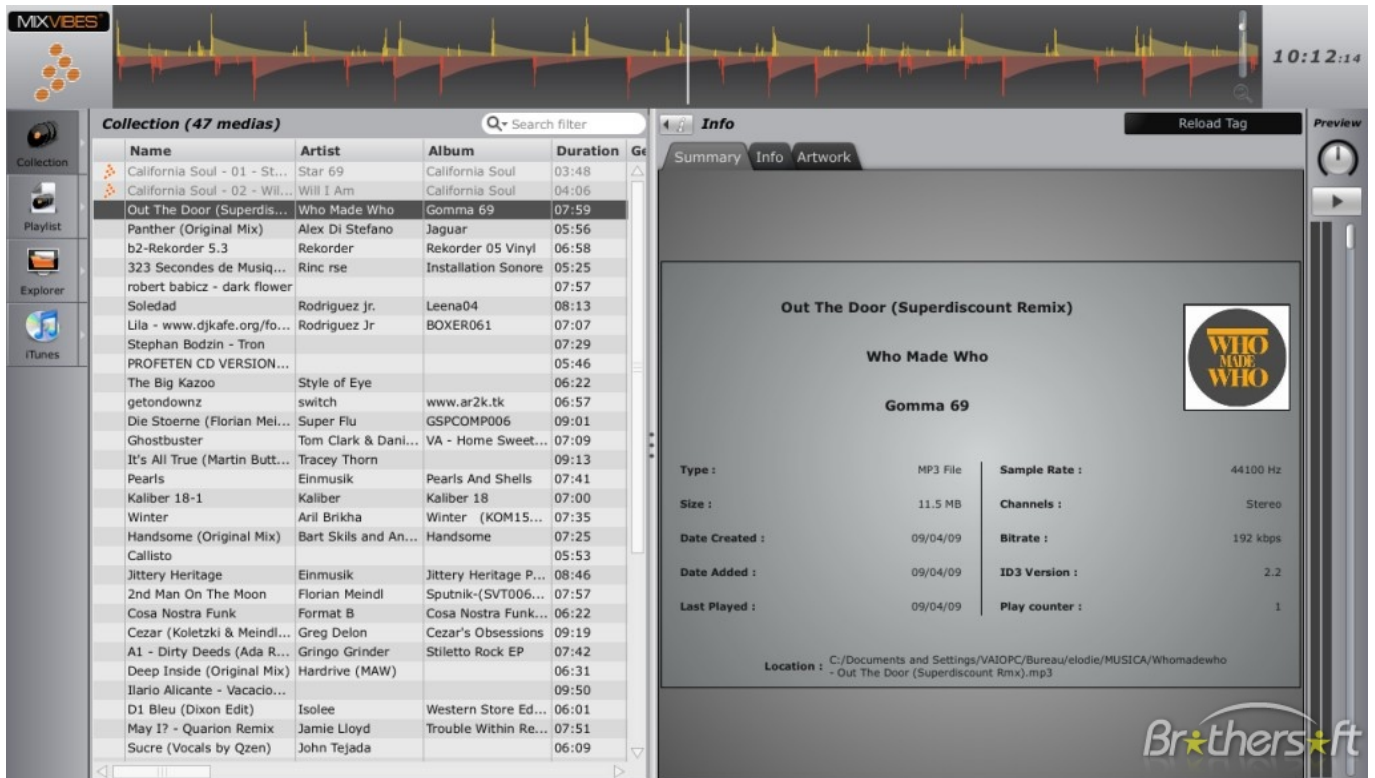 MIXVIBES
10:12:14
Collection
Playlist
Explorer
iTunes
Collection (47 medias) Search filter
Name Artist Album Duration Ge
California Soul - 01 - St... Star 69 California Soul 03:48
California Soul - 02 - Wil... Will I Am California Soul 04:06
Out The Door (Superdis... Who Made Who Gomma 69 07:59
Panther (Original Mix) Alex Di Stefano Jaguar 05:56
b2-Rekorder 5.3 Rekorder Rekorder 05 Vinyl 06:58
323 Secondes de Musiq... Rinc rse Installation Sonore 05:25
robert babicz - dark flower 07:57
Soledad Rodriguez jr. Leena04 08:13
Lila - www.djkafe.org/fo... Rodriguez Jr BOXER061 07:07
Stephan Bodzin - Tron 07:29
PROFETEN CD VERSION... 05:46
The Big Kazoo Style of Eye 06:22
getondownz switch www.ar2k.tk 06:57
Die Stoerne (Florian Mei... Super Flu GSPCOMP006 09:01
Ghostbuster Tom Clark & Dani... VA - Home Sweet... 07:09
It's All True (Martin Butt... Tracey Thorn 09:13
Pearls Einmusik Pearls And Shells 07:41
Kaliber 18-1 Kaliber Kaliber 18 07:00
Winter Aril Brikha Winter (KOM15... 07:35
Handsome (Original Mix) Bart Skils and An... Handsome 07:25
Callisto 05:53
Jittery Heritage Einmusik Jittery Heritage P... 08:46
2nd Man On The Moon Florian Meindl Sputnik-(SVT006... 07:57
Cosa Nostra Funk Format B Cosa Nostra Funk... 06:22
Cezar (Koletzki & Meindl... Greg Delon Cezar's Obsessions 09:19
A1 - Dirty Deeds (Ada R... Gringo Grinder Stiletto Rock EP 07:42
Deep Inside (Original Mix) Hardrive (MAW) 06:31
Ilario Alicante - Vacacio... 09:50
D1 Bleu (Dixon Edit) Isolee Western Store Ed... 06:01
May I? - Quarion Remix Jamie Lloyd Trouble Within Re... 07:51
Sucre (Vocals by Qzen) John Tejada 06:09
Info Reload Tag
Summary Info Artwork
Out The Door (Superdiscount Remix)
Who Made Who
Gomma 69
WHO
MADE
WHO
Type : MP3 File Sample Rate : 44100 Hz
Size : 11.5 MB Channels : Stereo
Date Created : 09/04/09 Bitrate : 192 kbps
Date Added : 09/04/09 ID3 Version : 2.2
Last Played : 09/04/09 Play counter : 1
Location : C:/Documents and Settings/VAIOPC/Bureau/elodie/MUSICA/Whomadewho
- Out The Door (Superdiscount Rmx).mp3
Preview
Brothersoft